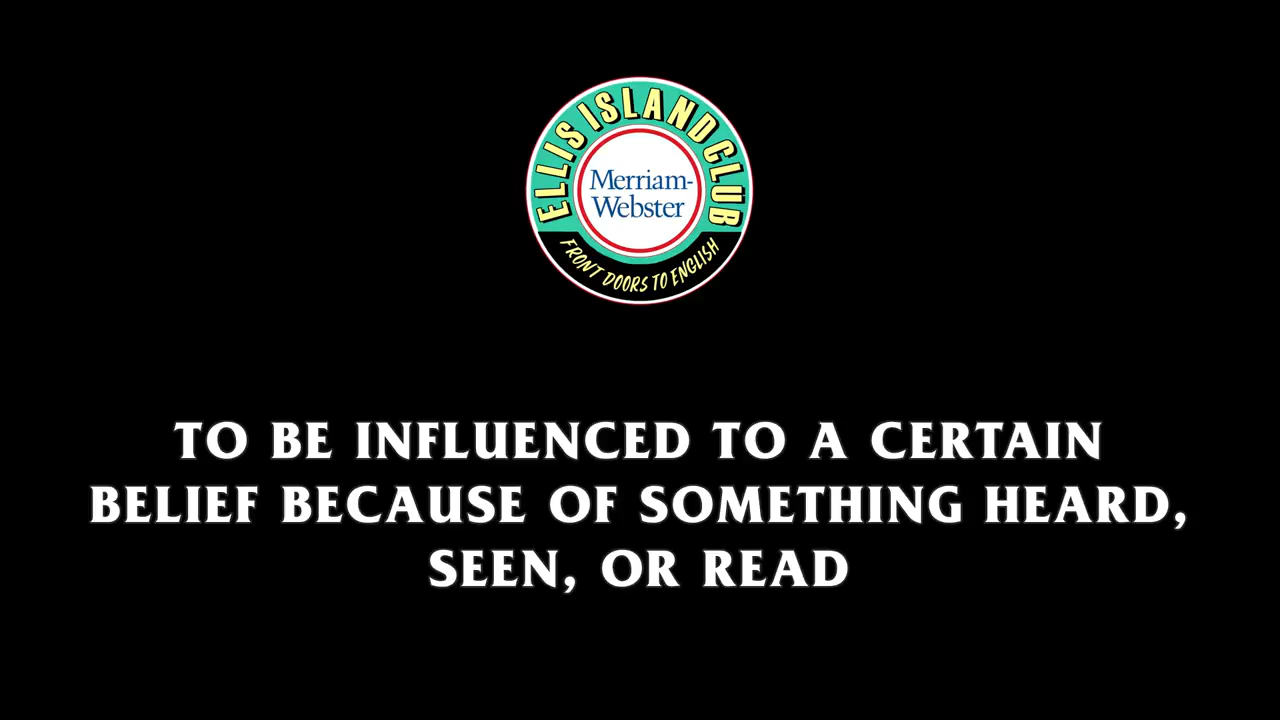 ELLIS ISLAND CLUB
Merriam-
Webster
FRONT DOORS TO ENGLISH
TO BE INFLUENCED TO A CERTAIN
BELIEF BECAUSE OF SOMETHING HEARD,
SEEN, OR READ